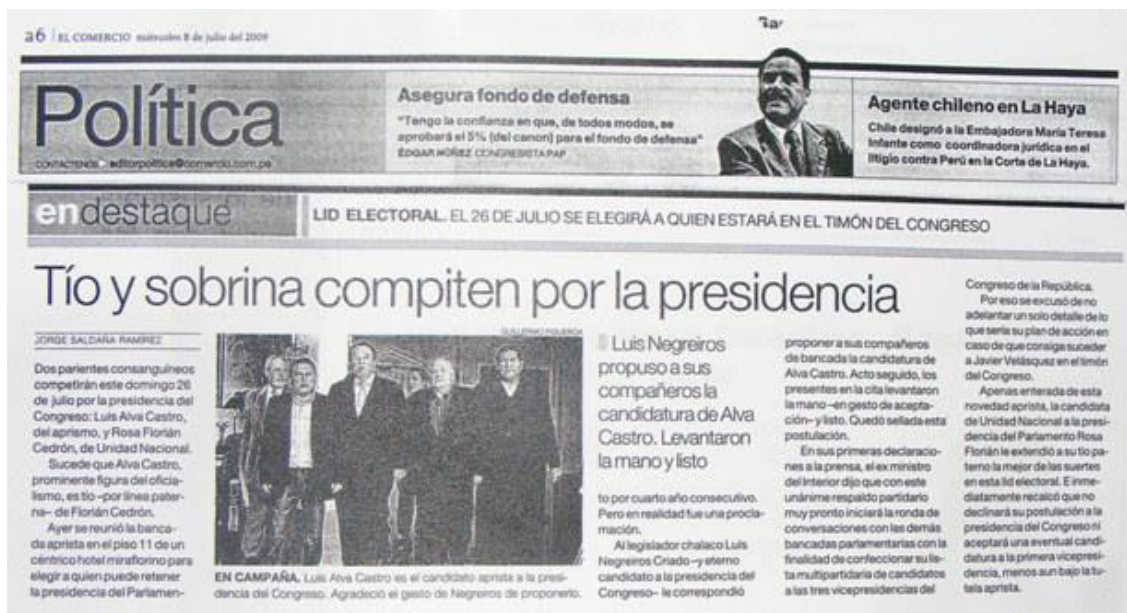 a6 EL COMERCIO miércoles 8 de julio del 2009
Política
CONTÁCTENOS editorpolitica@comercio.com.pe
Asegura fondo de defensa
“Tengo la confianza en que, de todos modos, se
aprobará el 5% (del canon) para el fondo de defensa”
ÉDGAR NÚÑEZ CONGRESISTA PAP
Agente chileno en La Haya
Chile designó a la Embajadora María Teresa
Infante como coordinadora jurídica en el
litigio contra Perú en la Corte de La Haya.
en destaque
LID ELECTORAL. EL 26 DE JULIO SE ELEGIRÁ A QUIEN ESTARÁ EN EL TIMÓN DEL CONGRESO
Tío y sobrina compiten por la presidencia
JORGE SALDAÑA RAMÍREZ
Dos parientes consanguíneos
competirán este domingo 26
de julio por la presidencia del
Congreso: Luis Alva Castro,
del aprismo, y Rosa Florián
Cedrón, de Unidad Nacional.
Sucede que Alva Castro,
prominente figura del oficia-
lismo, es tío –por línea pater-
na– de Florián Cedrón.
Ayer se reunió la banca-
da aprista en el piso 11 de un
céntrico hotel miraflorino para
elegir a quien puede retener
la presidencia del Parlamen-
GUILLERMO FIGUEROA
EN CAMPAÑA. Luis Alva Castro es el candidato aprista a la presi-
dencia del Congreso. Agradeció el gesto de Negreiros de proponerlo.
Luis Negreiros
propuso a sus
compañeros la
candidatura de Alva
Castro. Levantaron
la mano y listo
to por cuarto año consecutivo.
Pero en realidad fue una procla-
mación.
Al legislador chalaco Luis
Negreiros Criado –y eterno
candidato a la presidencia del
Congreso– le correspondió
proponer a sus compañeros
de bancada la candidatura de
Alva Castro. Acto seguido, los
presentes en la cita levantaron
la mano –en gesto de acepta-
ción– y listo. Quedó sellada esta
postulación.
En sus primeras declaracio-
nes a la prensa, el ex ministro
del Interior dijo que con este
unánime respaldo partidario
muy pronto iniciará la ronda de
conversaciones con las demás
bancadas parlamentarias con la
finalidad de confeccionar su lis-
ta multipartidaria de candidatos
a las tres vicepresidencias del
Congreso de la República.
Por eso se excusó de no
adelantar un solo detalle de lo
que sería su plan de acción en
caso de que consiga suceder
a Javier Velásquez en el timón
del Congreso.
Apenas enterada de esta
novedad aprista, la candidata
de Unidad Nacional a la presi-
dencia del Parlamento Rosa
Florián le extendió a su tío pa-
terno la mejor de las suertes
en esta lid electoral. E inme-
diatamente recalcó que no
declinará su postulación a la
presidencia del Congreso ni
aceptará una eventual candi-
datura a la primera vicepresi-
dencia, menos aun bajo la tu-
tela aprista.